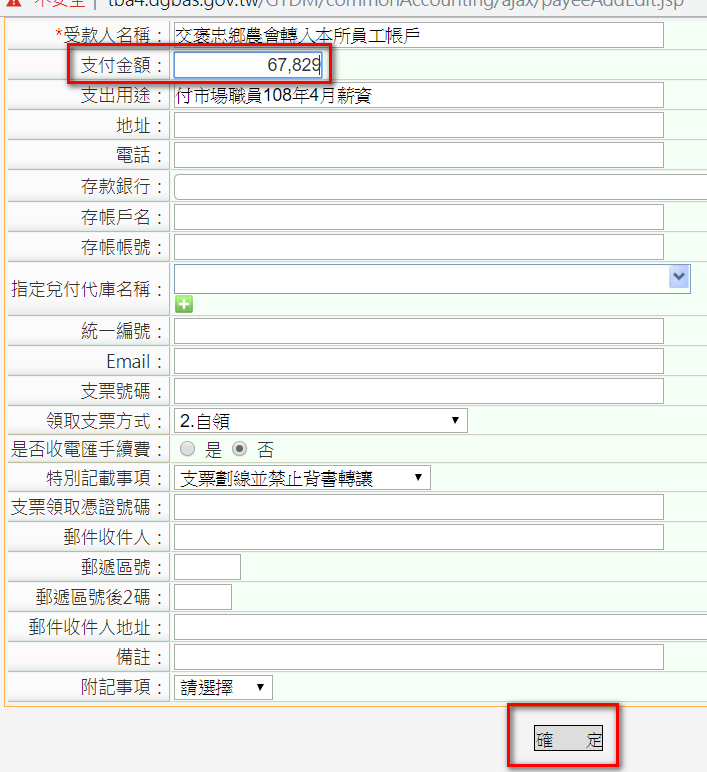 不安全 | tba4.dgbas.gov.tw/GTDM/commonAccounting/ajax/payeeAddEdit.jsp
*受款人名稱： 交褒忠鄉農會轉入本所員工帳戶
支付金額： 67,829
支出用途： 付市場職員108年4月薪資
地址：
電話：
存款銀行：
存帳戶名：
存帳帳號：
指定兌付代庫名稱：
統一編號：
Email：
支票號碼：
領取支票方式： 2.自領
是否收電匯手續費： 是 否
特別記載事項： 支票劃線並禁止背書轉讓
支票領取憑證號碼：
郵件收件人：
郵遞區號：
郵遞區號後2碼：
郵件收件人地址：
備註：
附記事項： 請選擇
確 定